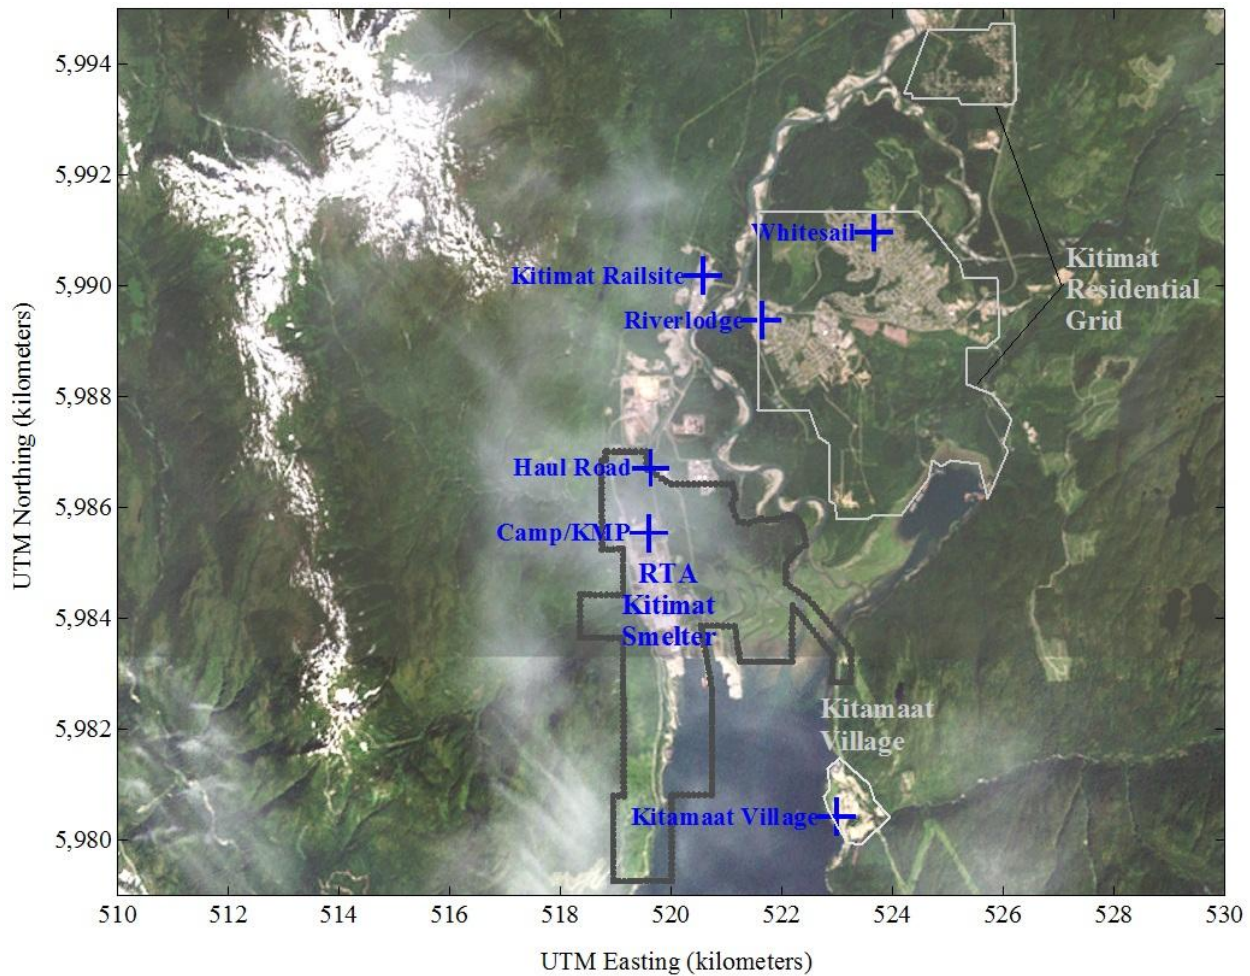 5,994
5,992
5,990
5,988
5,986
5,984
5,982
5,980
UTM Northing (kilometers)
Whitesail
Kitimat Railsite
Riverlodge
Kitimat
Residential
Grid
Haul Road
Camp/KMP
RTA
Kitimat
Smelter
Kitamaat
Village
Kitamaat Village
510 512 514 516 518 520 522 524 526 528 530
UTM Easting (kilometers)